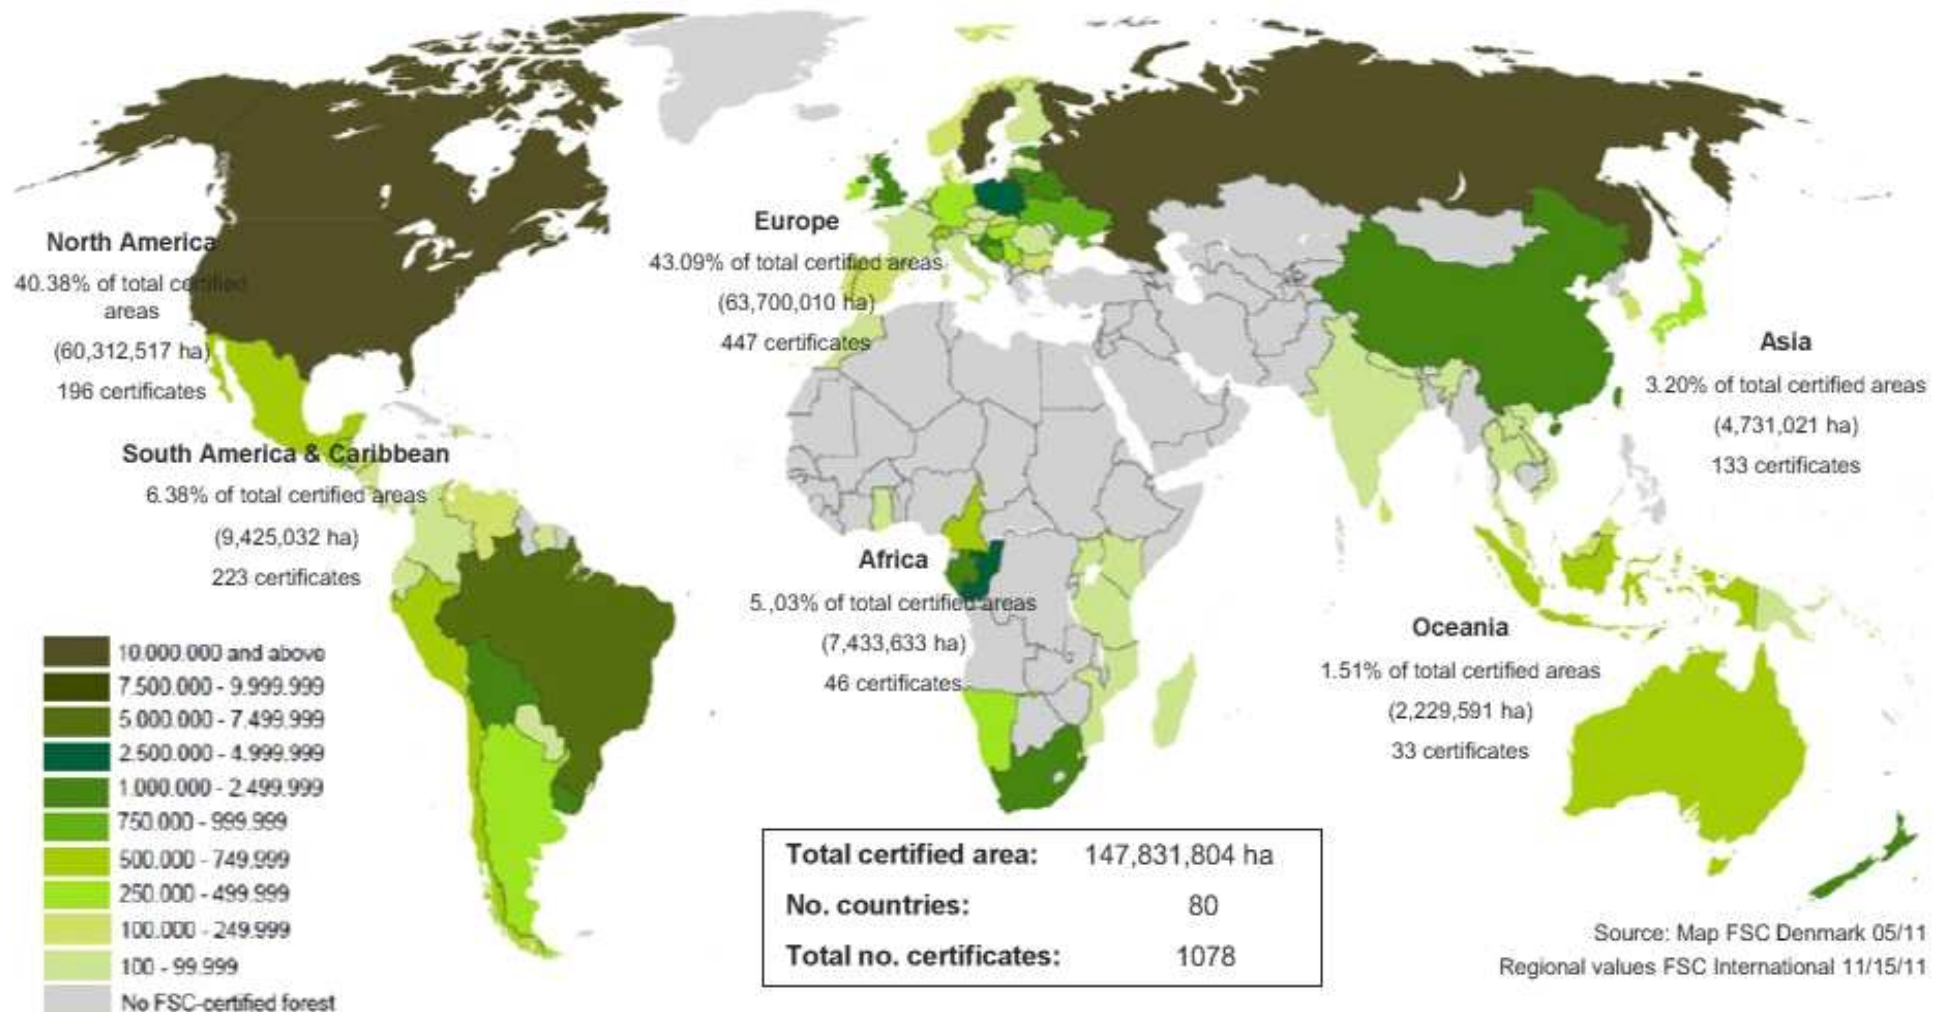 North America
40.38% of total certified
areas
(60,312,517 ha)
196 certificates
South America & Caribbean
6.38% of total certified areas
(9,425,032 ha)
223 certificates
Europe
43.09% of total certified areas
(63,700,010 ha)
447 certificates
Africa
5.,03% of total certified areas
(7,433,633 ha)
46 certificates
Asia
3.20% of total certified areas
(4,731,021 ha)
133 certificates
Oceania
1.51% of total certified areas
(2,229,591 ha)
33 certificates
10.000.000 and above
7.500.000 - 9.999.999
5.000.000 - 7.499.999
2.500.000 - 4.999.999
1.000.000 - 2.499.999
750.000 - 999.999
500.000 - 749.999
250.000 - 499.999
100.000 - 249.999
100 - 99.999
No FSC-certified forest
Total certified area: 147,831,804 ha
No. countries: 80
Total no. certificates: 1078
Source: Map FSC Denmark 05/11
Regional values FSC International 11/15/11